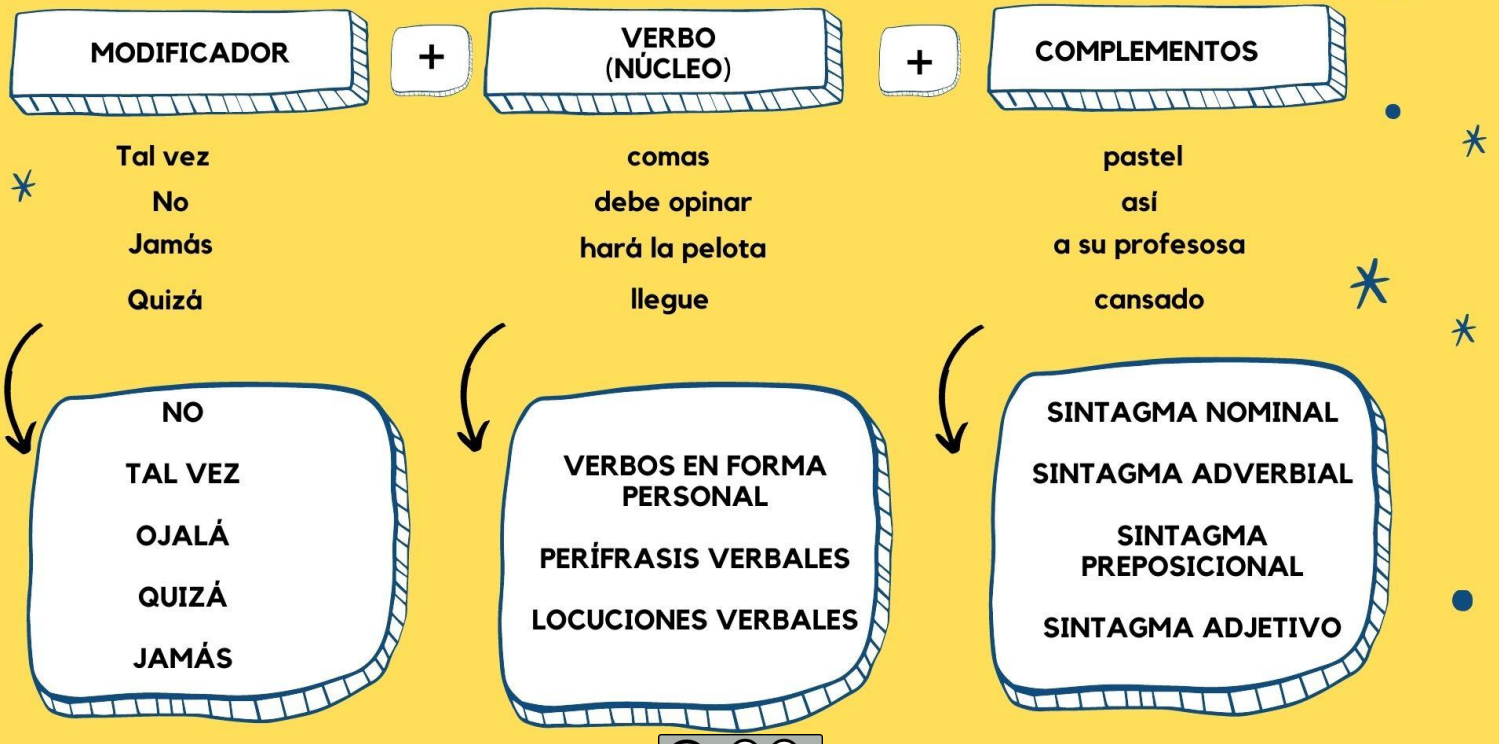 MODIFICADOR
+
VERBO
(NÚCLEO)
+
COMPLEMENTOS
Tal vez
comas
pastel
No
debe opinar
así
Jamás
hará la pelota
a su profesosa
Quizá
llegue
cansado
NO
TAL VEZ
OJALÁ
QUIZÁ
JAMÁS
VERBOS EN FORMA
PERSONAL
PERÍFRASIS VERBALES
LOCUCIONES VERBALES
SINTAGMA NOMINAL
SINTAGMA ADVERBIAL
SINTAGMA
PREPOSICIONAL
SINTAGMA ADJETIVO